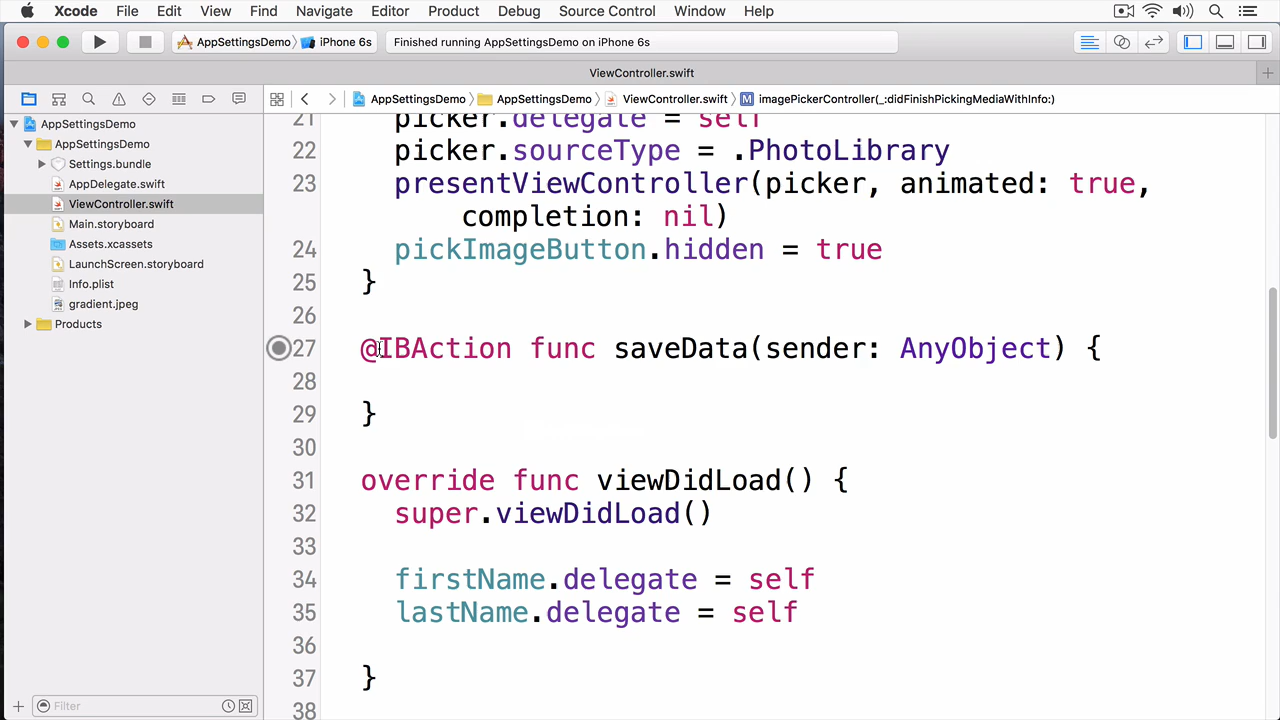 Xcode File Edit View Find Navigate Editor Product Debug Source Control Window Help
AppSettingsDemo iPhone 6s Finished running AppSettingsDemo on iPhone 6s
ViewController.swift
AppSettingsDemo AppSettingsDemo ViewController.swift M imagePickerController(_:didFinishPickingMediaWithInfo:)
AppSettingsDemo
AppSettingsDemo
Settings.bundle
AppDelegate.swift
ViewController.swift
Main.storyboard
Assets.xcassets
LaunchScreen.storyboard
Info.plist
gradient.jpeg
Products
Filter
21 picker.delegate = self
22 picker.sourceType = .PhotoLibrary
23 presentViewController(picker, animated: true,
completion: nil)
24 pickImageButton.hidden = true
25 }
26
27 @IBAction func saveData(sender: AnyObject) {
28
29 }
30
31 override func viewDidLoad() {
32 super.viewDidLoad()
33
34 firstName.delegate = self
35 lastName.delegate = self
36
37 }
38